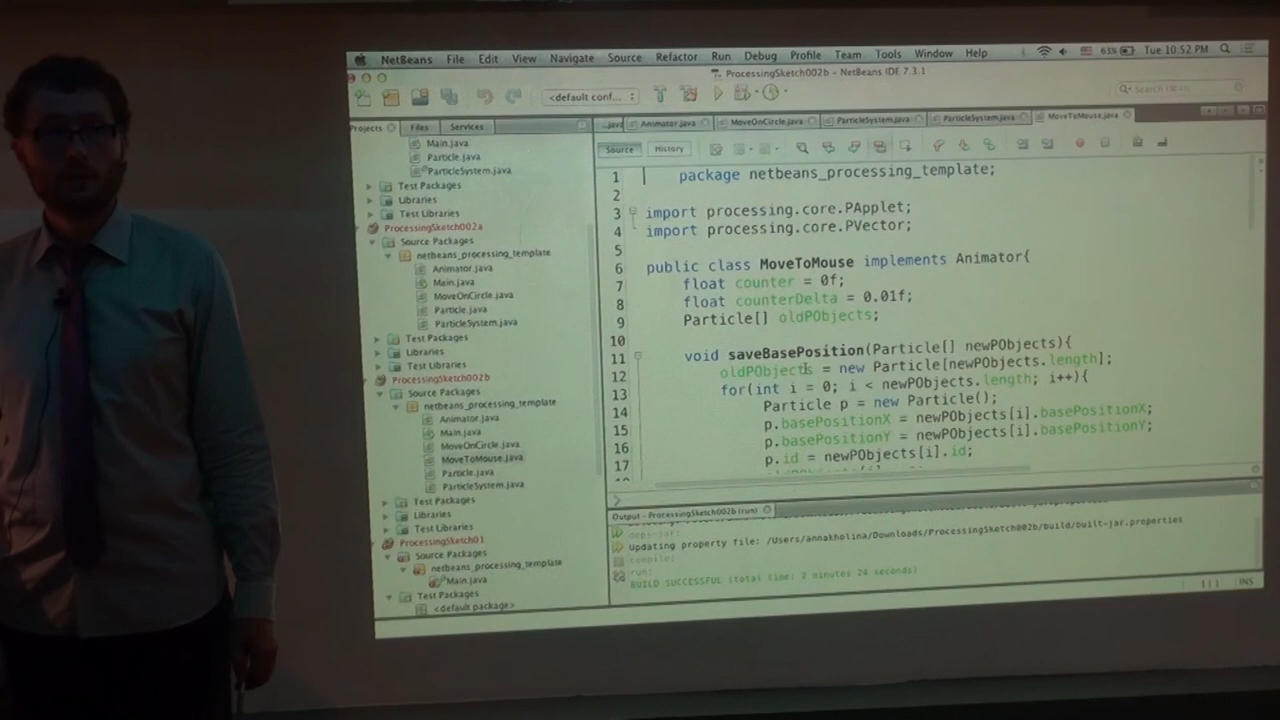 NetBeans File Edit View Navigate Source Refactor Run Debug Profile Team Tools Window Help 63% Tue 10:52 PM
ProcessingSketch002b - NetBeans IDE 7.3.1
<default conf... Search
Projects Files Services
Main.java
Particle.java
ParticleSystem.java
Test Packages
Libraries
Test Libraries
ProcessingSketch002a
Source Packages
netbeans_processing_template
Animator.java
Main.java
MoveOnCircle.java
Particle.java
ParticleSystem.java
Test Packages
Libraries
Test Libraries
ProcessingSketch002b
Source Packages
netbeans_processing_template
Animator.java
Main.java
MoveOnCircle.java
MoveToMouse.java
Particle.java
ParticleSystem.java
Test Packages
Libraries
Test Libraries
ProcessingSketch01
Source Packages
netbeans_processing_template
Main.java
Test Packages
<default package>
...java Animator.java MoveOnCircle.java ParticleSystem.java ParticleSystem.java MoveToMouse.java
Source History
1 package netbeans_processing_template;
2
3 import processing.core.PApplet;
4 import processing.core.PVector;
5
6 public class MoveToMouse implements Animator{
7 float counter = 0f;
8 float counterDelta = 0.01f;
9 Particle[] oldPObjects;
10
11 void saveBasePosition(Particle[] newPObjects){
12 oldPObjects = new Particle[newPObjects.length];
13 for(int i = 0; i < newPObjects.length; i++){
14 Particle p = new Particle();
15 p.basePositionX = newPObjects[i].basePositionX;
16 p.basePositionY = newPObjects[i].basePositionY;
17 p.id = newPObjects[i].id;
Output - ProcessingSketch002b (run)
deps-jar:
Updating property file: /Users/annakholina/Downloads/ProcessingSketch002b/build/built-jar.properties
compile:
run:
BUILD SUCCESSFUL (total time: 2 minutes 24 seconds)
INS